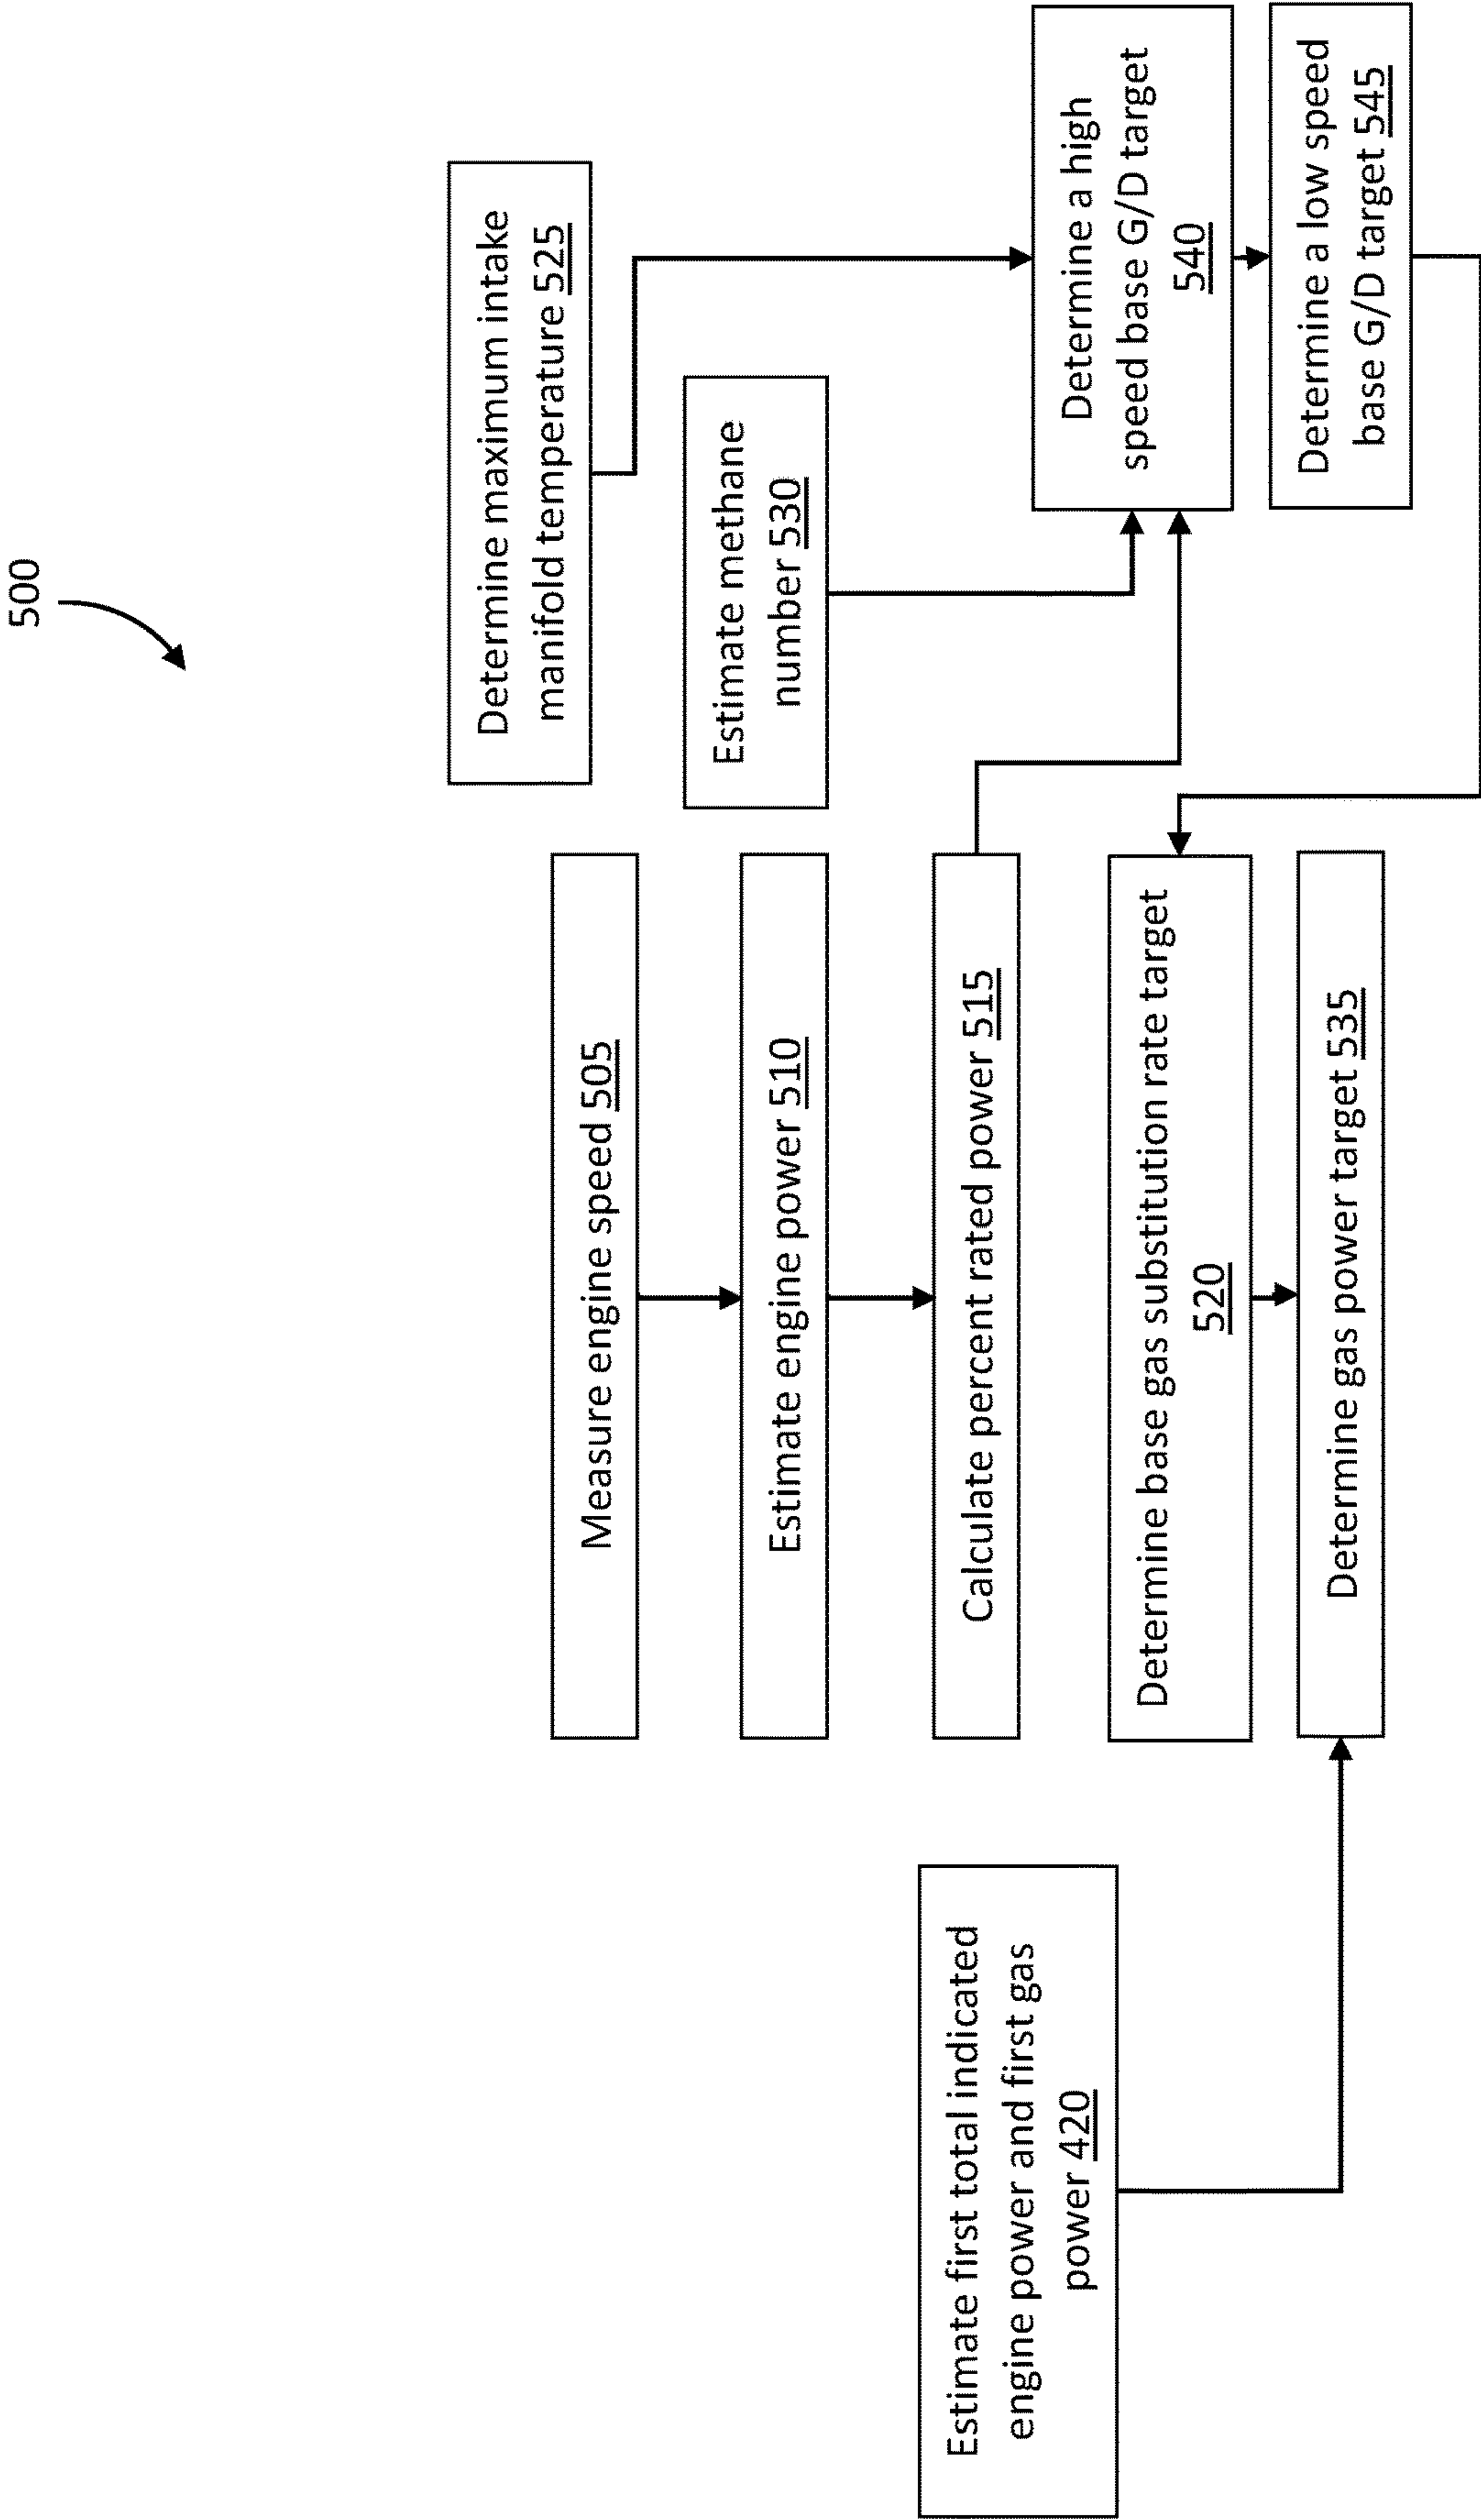 500
Determine maximum intake
manifold temperature 525
Measure engine speed 505
Estimate methane
number 530
Estimate engine power 510
Estimate first total indicated
engine power and first gas
power 420
Calculate percent rated power 515
Determine a high
speed base G/D target
540
Determine base gas substitution rate target
520
Determine a low speed
base G/D target 545
Determine gas power target 535